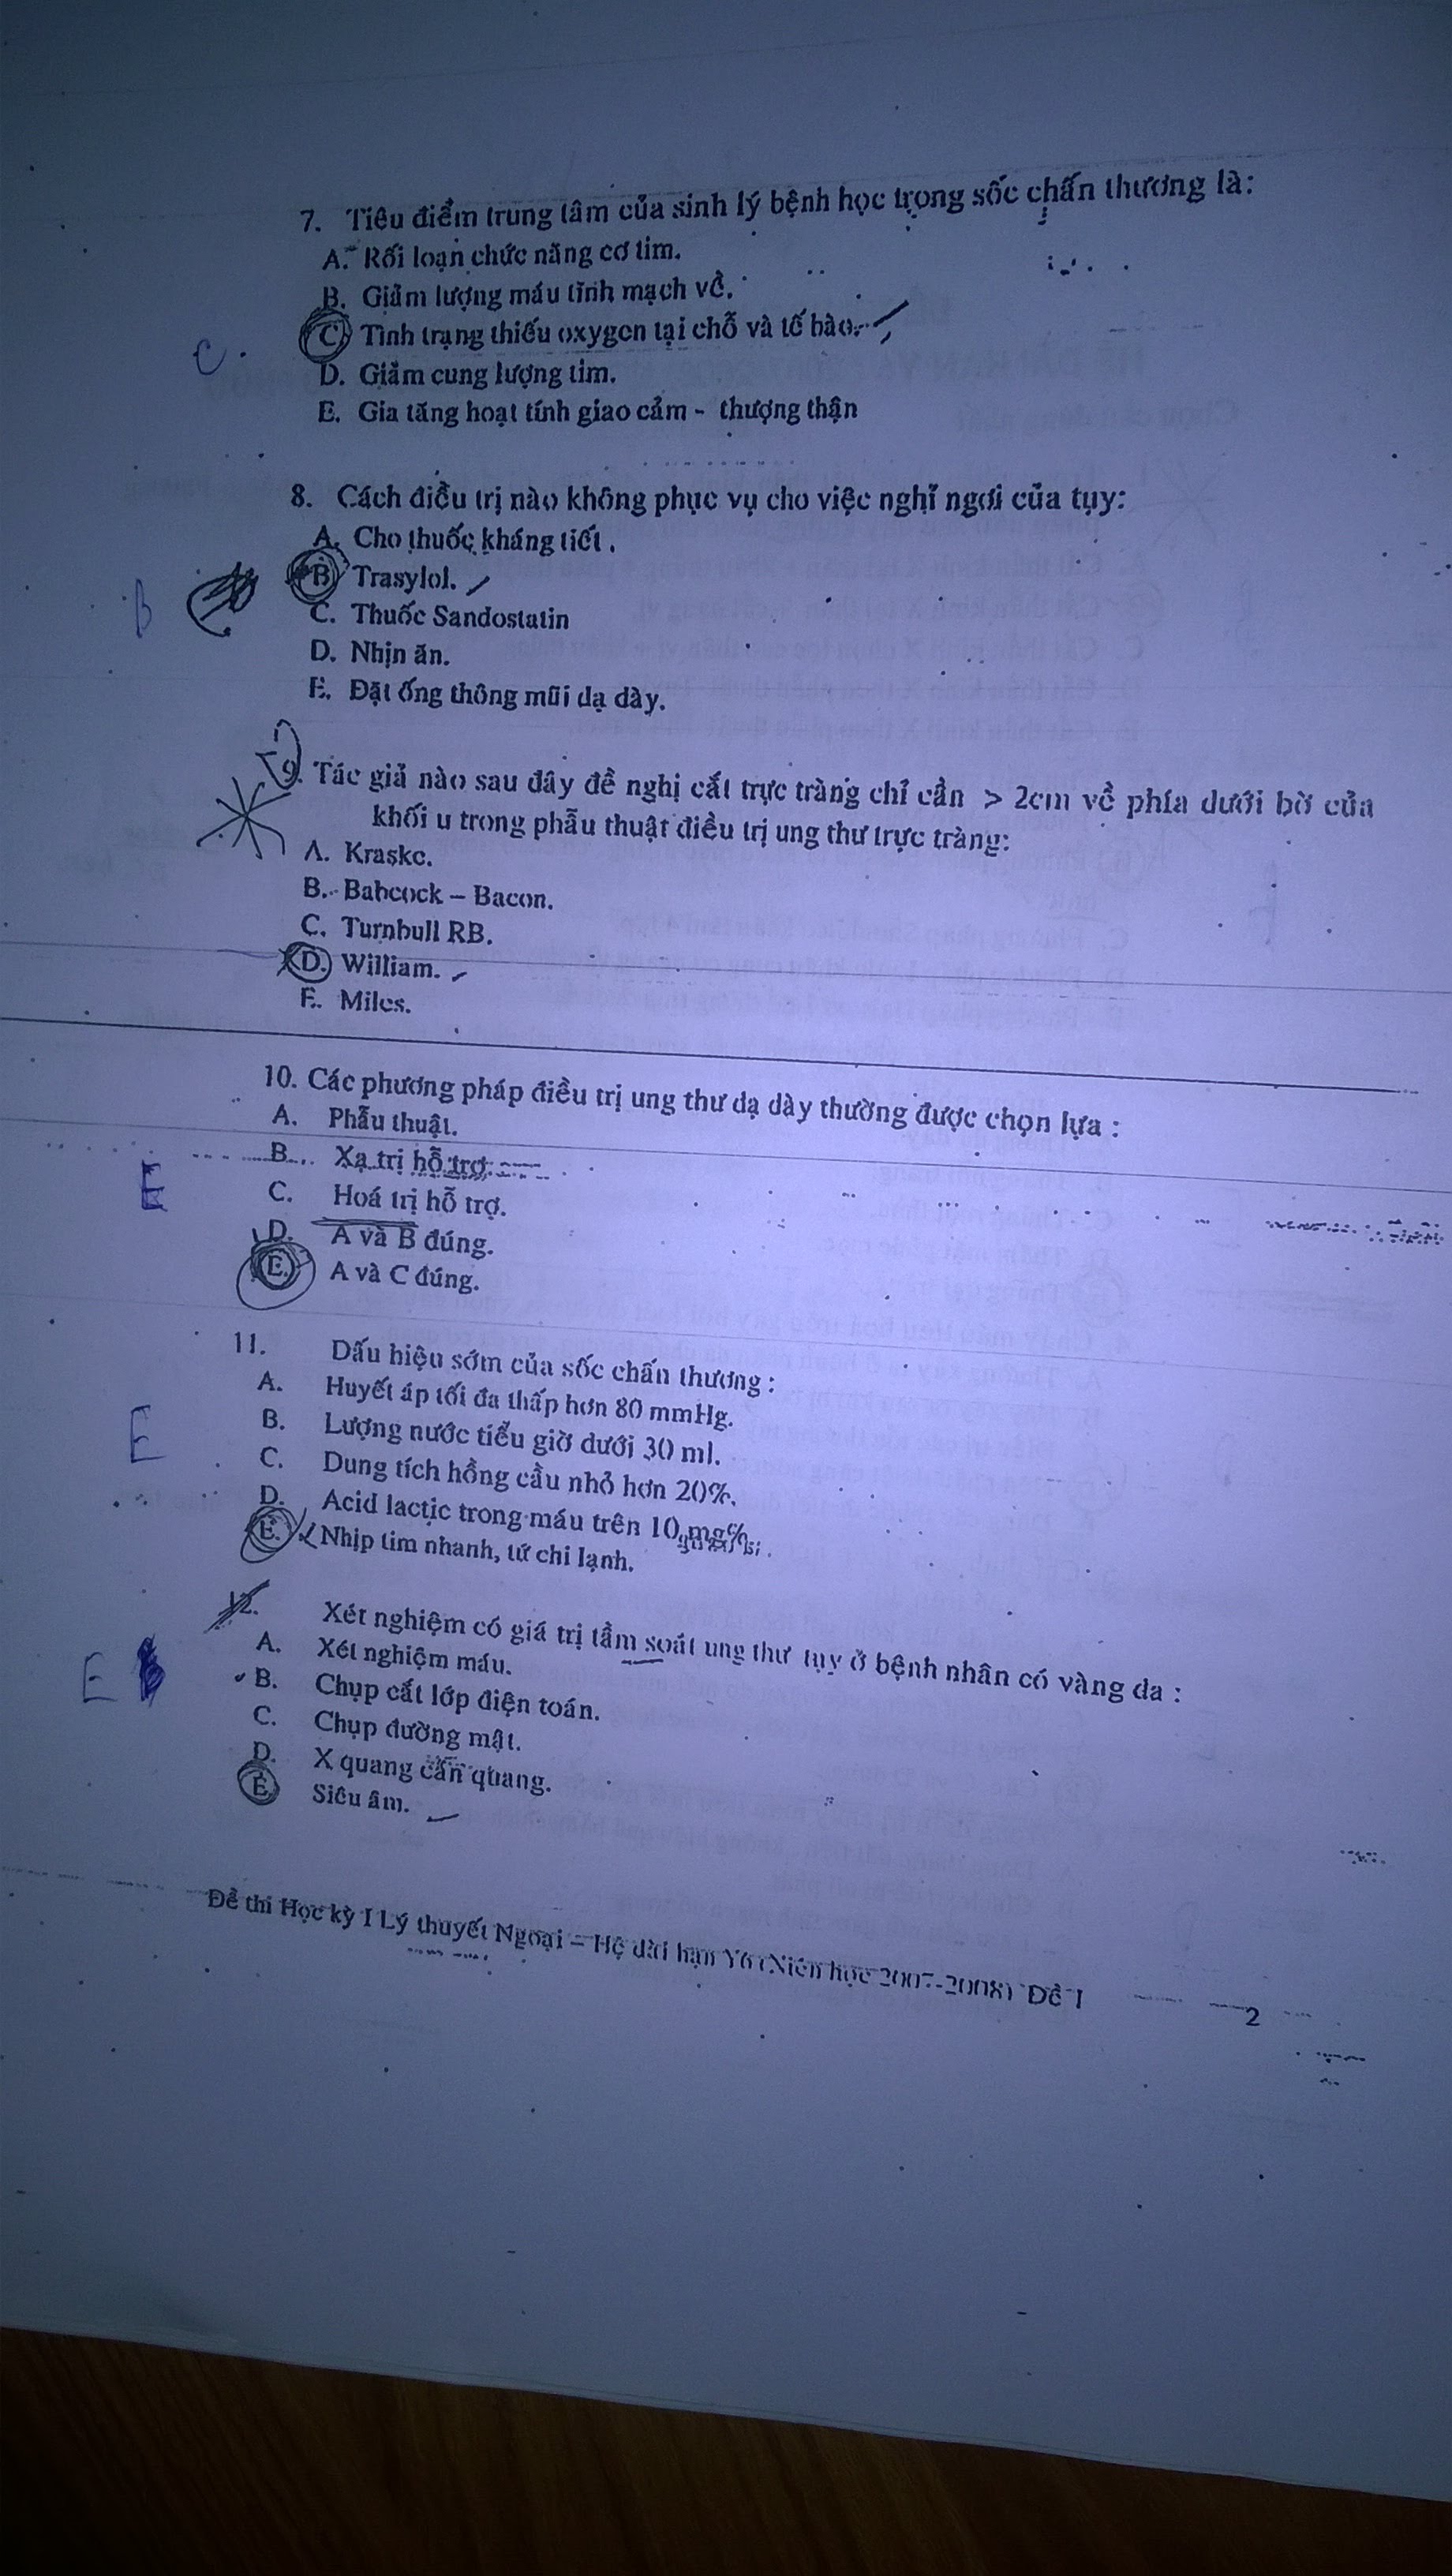 7. Tiêu điểm trung tâm của sinh lý bệnh học trong sốc chấn thương là:
A. Rối loạn chức năng cơ tim.
B. Giảm lượng máu tĩnh mạch về.
C. Tình trạng thiếu oxygen tại chỗ và tế bào.
C.
D. Giảm cung lượng tim.
E. Gia tăng hoạt tính giao cảm - thượng thận
8. Cách điều trị nào không phục vụ cho việc nghỉ ngơi của tụy:
A. Cho thuốc kháng tiết.
B. Trasylol.
B
C. Thuốc Sandostatin
D. Nhịn ăn.
E. Đặt ống thông mũi dạ dày.
9. Tác giả nào sau đây đề nghị cắt trực tràng chỉ cần > 2cm về phía dưới bờ của
khối u trong phẫu thuật điều trị ung thư trực tràng:
A. Kraske.
B. Babcock – Bacon.
C. Turnbull RB.
D. William.
E. Miles.
10. Các phương pháp điều trị ung thư dạ dày thường được chọn lựa :
A. Phẫu thuật.
B. Xạ trị hỗ trợ.
E
C. Hoá trị hỗ trợ.
D. A và B đúng.
E. A và C đúng.
11. Dấu hiệu sớm của sốc chấn thương :
A. Huyết áp tối đa thấp hơn 80 mmHg.
B. Lượng nước tiểu giờ dưới 30 ml.
E
C. Dung tích hồng cầu nhỏ hơn 20%.
D. Acid lactic trong máu trên 10 mg%.
E. Nhịp tim nhanh, tứ chi lạnh.
12. Xét nghiệm có giá trị tầm soát ung thư tụy ở bệnh nhân có vàng da :
A. Xét nghiệm máu.
E
B. Chụp cắt lớp điện toán.
C. Chụp đường mật.
D. X quang cản quang.
E. Siêu âm.
Đề thi Học kỳ I Lý thuyết Ngoại – Hệ dài hạn Y6 (Niên học 2007-2008) Đề 1
2